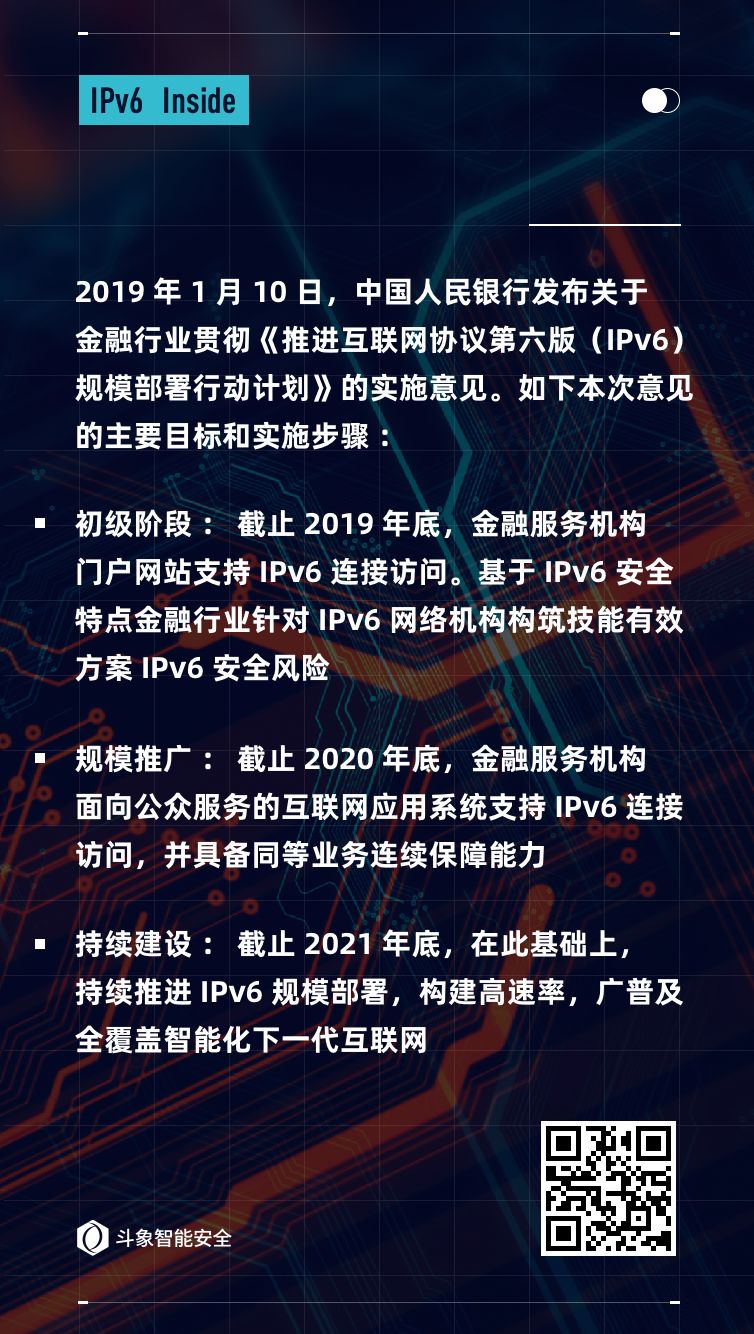 IPv6 Inside
2019 年 1 月 10 日，中国人民银行发布关于
金融行业贯彻《推进互联网协议第六版（IPv6）
规模部署行动计划》的实施意见。如下本次意见
的主要目标和实施步骤：
▪ 初级阶段： 截止 2019 年底，金融服务机构
门户网站支持 IPv6 连接访问。基于 IPv6 安全
特点金融行业针对 IPv6 网络机构构筑技能有效
方案 IPv6 安全风险
▪ 规模推广： 截止 2020 年底，金融服务机构
面向公众服务的互联网应用系统支持 IPv6 连接
访问，并具备同等业务连续保障能力
▪ 持续建设： 截止 2021 年底，在此基础上，
持续推进 IPv6 规模部署，构建高速率，广普及
全覆盖智能化下一代互联网
斗象智能安全